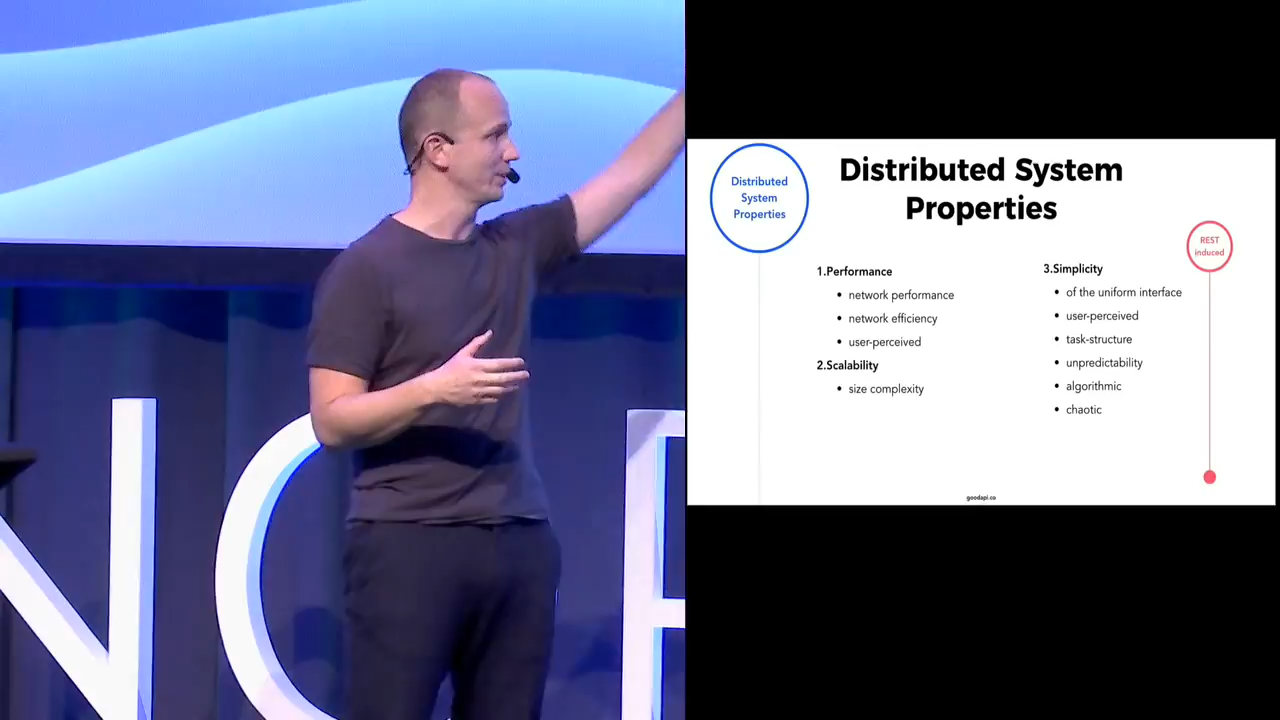 NCE
Distributed
System
Properties
Distributed System
Properties
REST
induced
1.Performance
• network performance
• network efficiency
• user-perceived
2.Scalability
• size complexity
3.Simplicity
• of the uniform interface
• user-perceived
• task-structure
• unpredictability
• algorithmic
• chaotic
goodapi.co